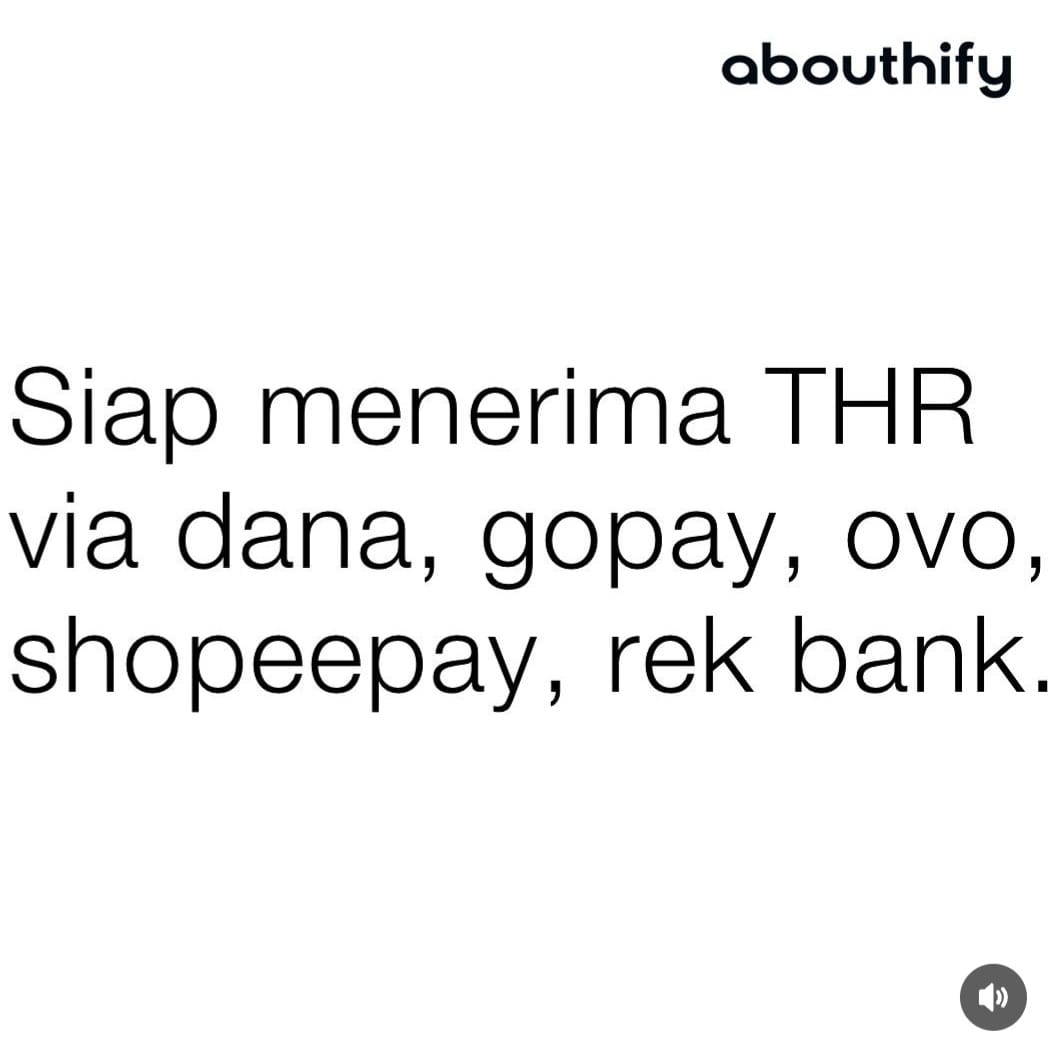 abouthify
Siap menerima THR
via dana, gopay, ovo,
shopeepay, rek bank.